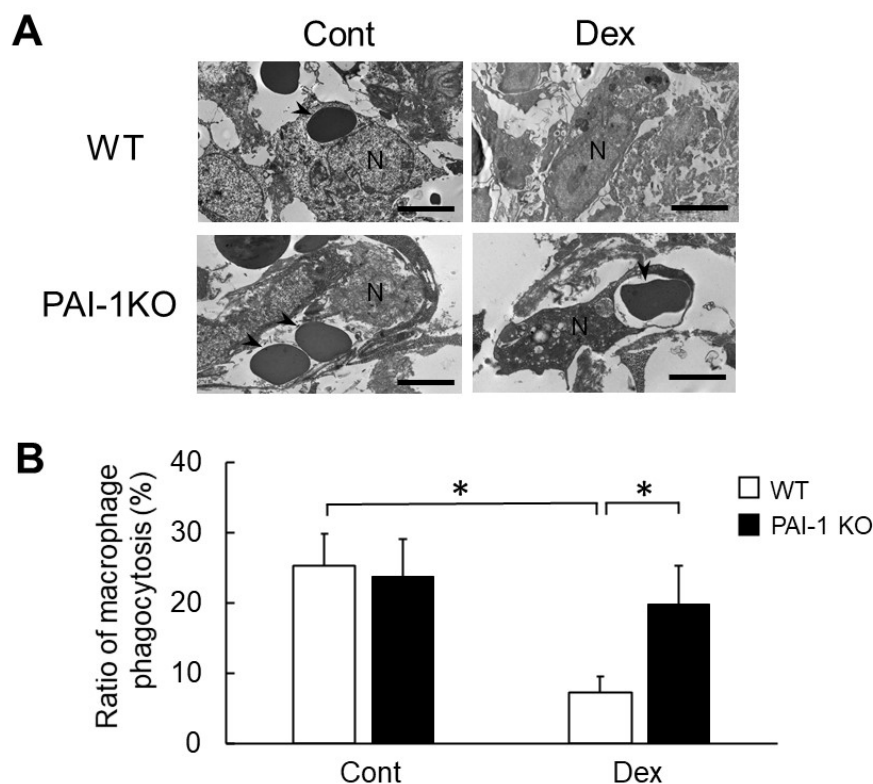 A
Cont Dex
WT
N
N
PAI-1KO
N
N
B
Ratio of macrophage
phagocytosis (%)
40
30
20
10
0
*
*
WT
PAI-1 KO
Cont Dex